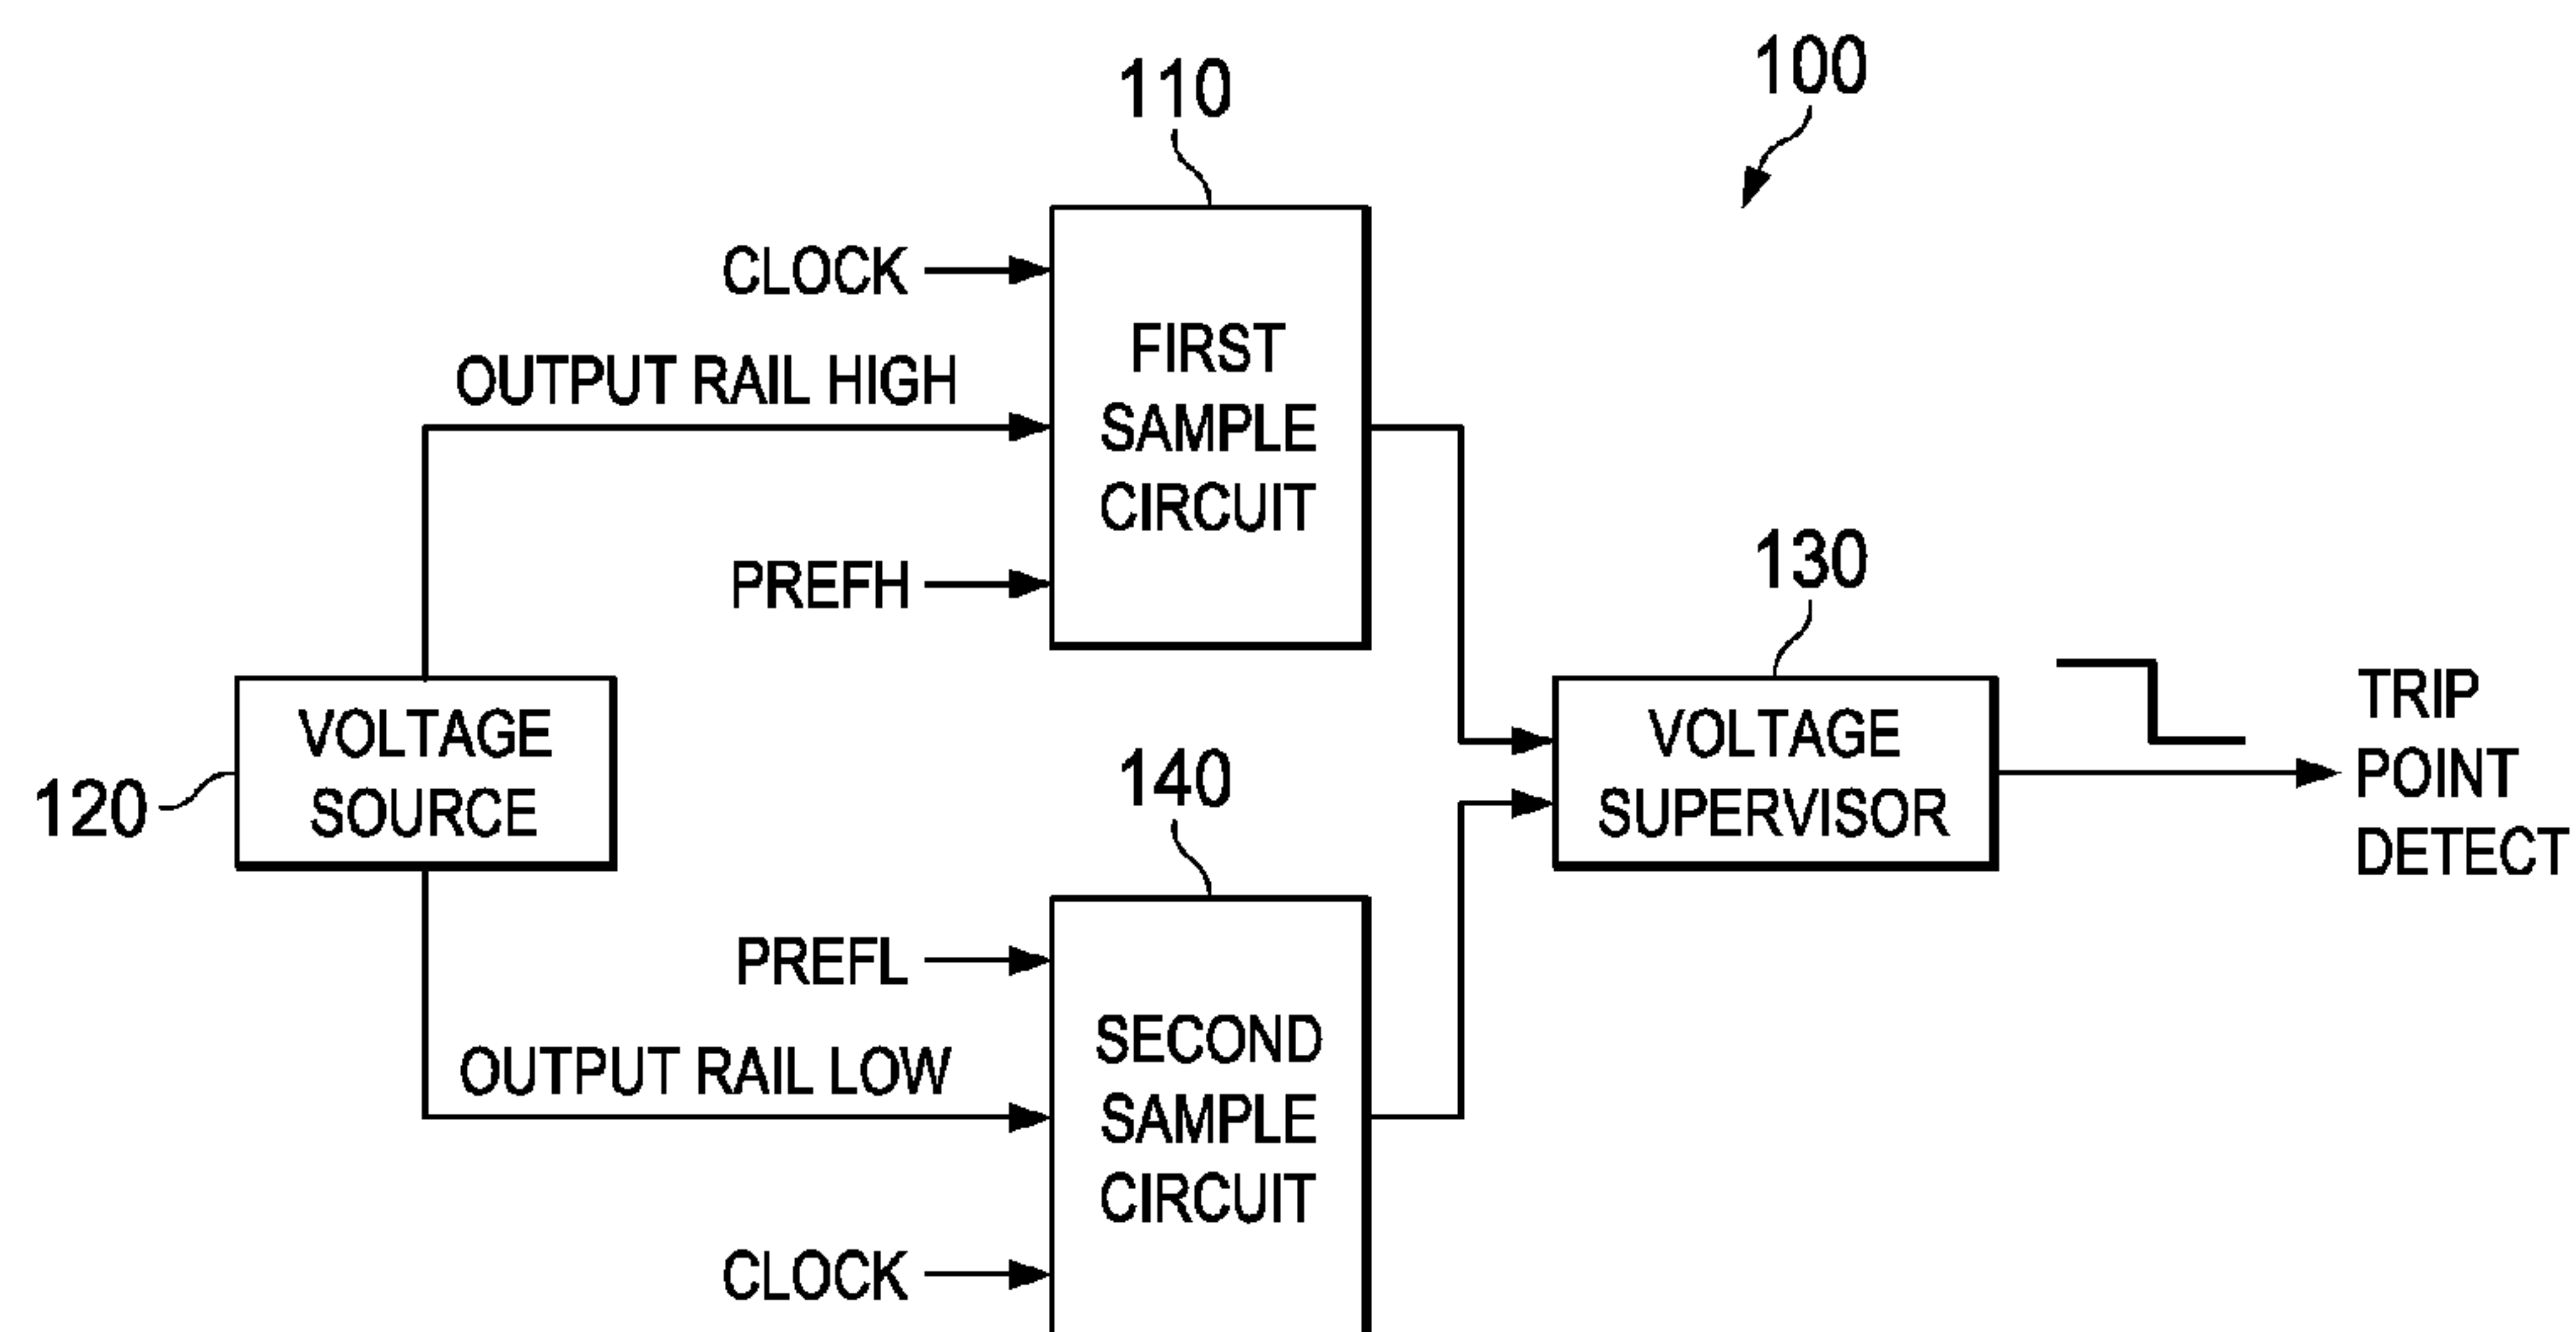 100
110
CLOCK
FIRST
SAMPLE
CIRCUIT
OUTPUT RAIL HIGH
PREFH
130
VOLTAGE
SOURCE
120
VOLTAGE
SUPERVISOR
TRIP
POINT
DETECT
140
PREFL
SECOND
SAMPLE
CIRCUIT
OUTPUT RAIL LOW
CLOCK